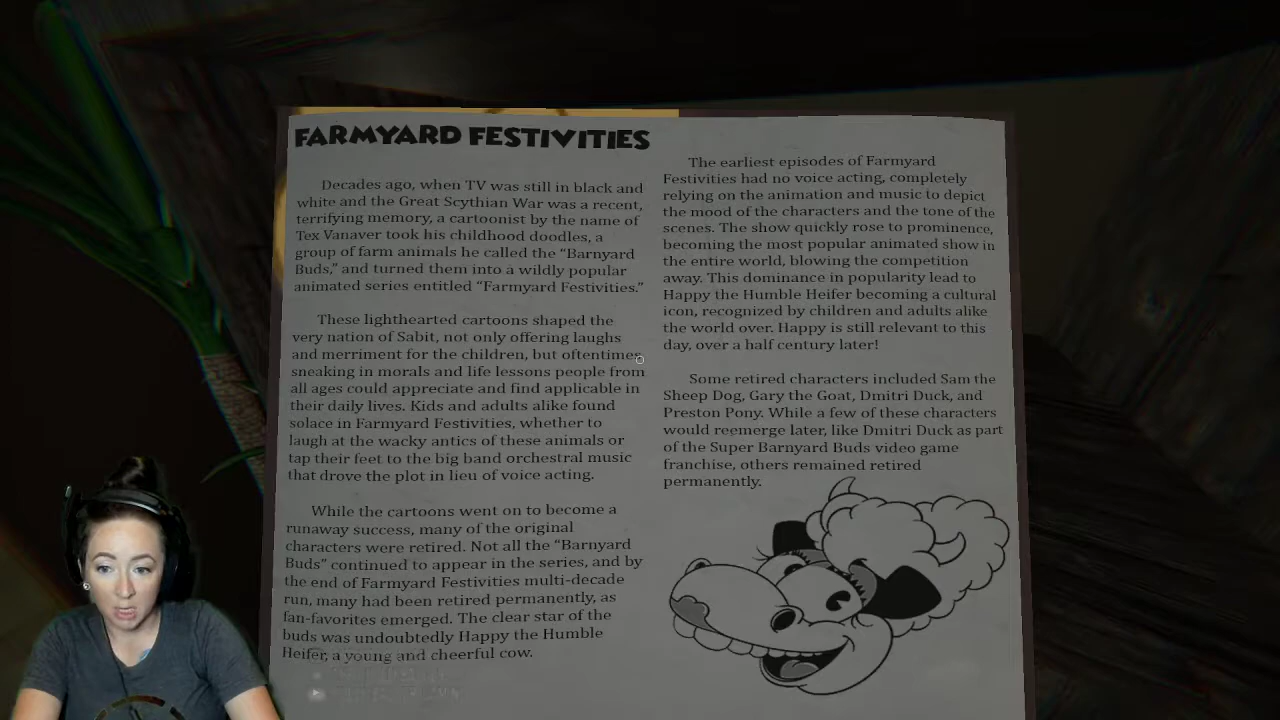 FARMYARD FESTIVITIES
Decades ago, when TV was still in black and
white and the Great Scythian War was a recent,
terrifying memory, a cartoonist by the name of
Tex Vanaver took his childhood doodles, a
group of farm animals he called the “Barnyard
Buds,” and turned them into a wildly popular
animated series entitled “Farmyard Festivities.”
These lighthearted cartoons shaped the
very nation of Sabit, not only offering laughs
and merriment for the children, but oftentimes
sneaking in morals and life lessons people from
all ages could appreciate and find applicable in
their daily lives. Kids and adults alike found
solace in Farmyard Festivities, whether to
laugh at the wacky antics of these animals or
tap their feet to the big band orchestral music
that drove the plot in lieu of voice acting.
While the cartoons went on to become a
runaway success, many of the original
characters were retired. Not all the “Barnyard
Buds” continued to appear in the series, and by
the end of Farmyard Festivities multi-decade
run, many had been retired permanently, as
fan-favorites emerged. The clear star of the
buds was undoubtedly Happy the Humble
Heifer, a young and cheerful cow.
The earliest episodes of Farmyard
Festivities had no voice acting, completely
relying on the animation and music to depict
the mood of the characters and the tone of the
scenes. The show quickly rose to prominence,
becoming the most popular animated show in
the entire world, blowing the competition
away. This dominance in popularity lead to
Happy the Humble Heifer becoming a cultural
icon, recognized by children and adults alike
the world over. Happy is still relevant to this
day, over a half century later!
Some retired characters included Sam the
Sheep Dog, Gary the Goat, Dmitri Duck, and
Preston Pony. While a few of these characters
would reemerge later, like Dmitri Duck as part
of the Super Barnyard Buds video game
franchise, others remained retired
permanently.